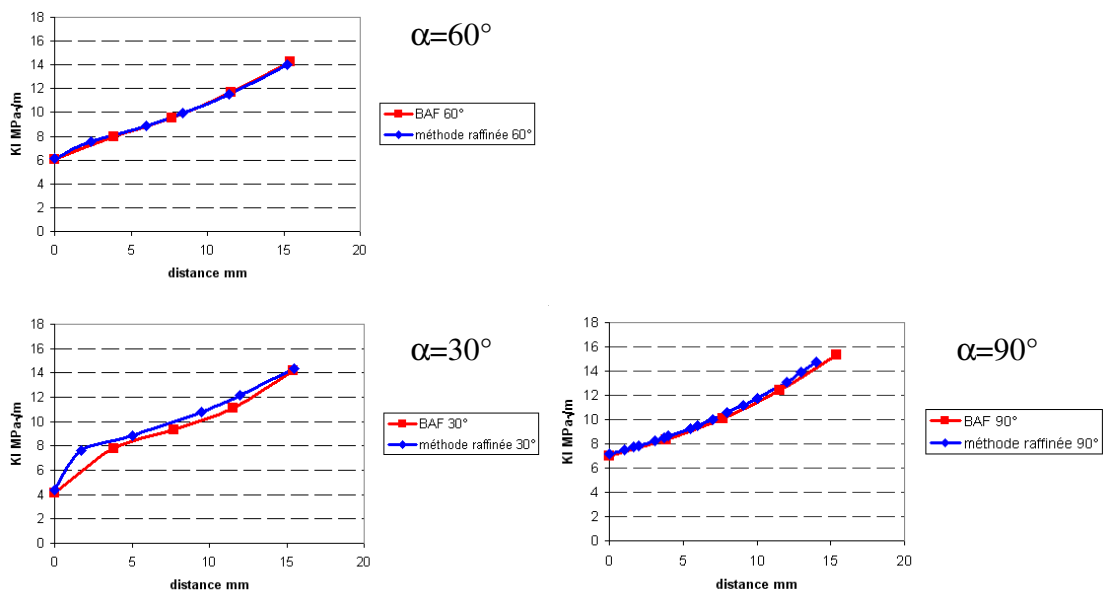 α=60°
18
16
14
12
10
8
6
4
2
0
KI MPa√m
0 5 10 15 20
distance mm
BAF 60°
méthode raffinée 60°
α=30°
18
16
14
12
10
8
6
4
2
0
KI MPa√m
0 5 10 15 20
distance mm
BAF 30°
méthode raffinée 30°
α=90°
18
16
14
12
10
8
6
4
2
0
KI MPa√m
0 5 10 15 20
distance mm
BAF 90°
méthode raffinée 90°